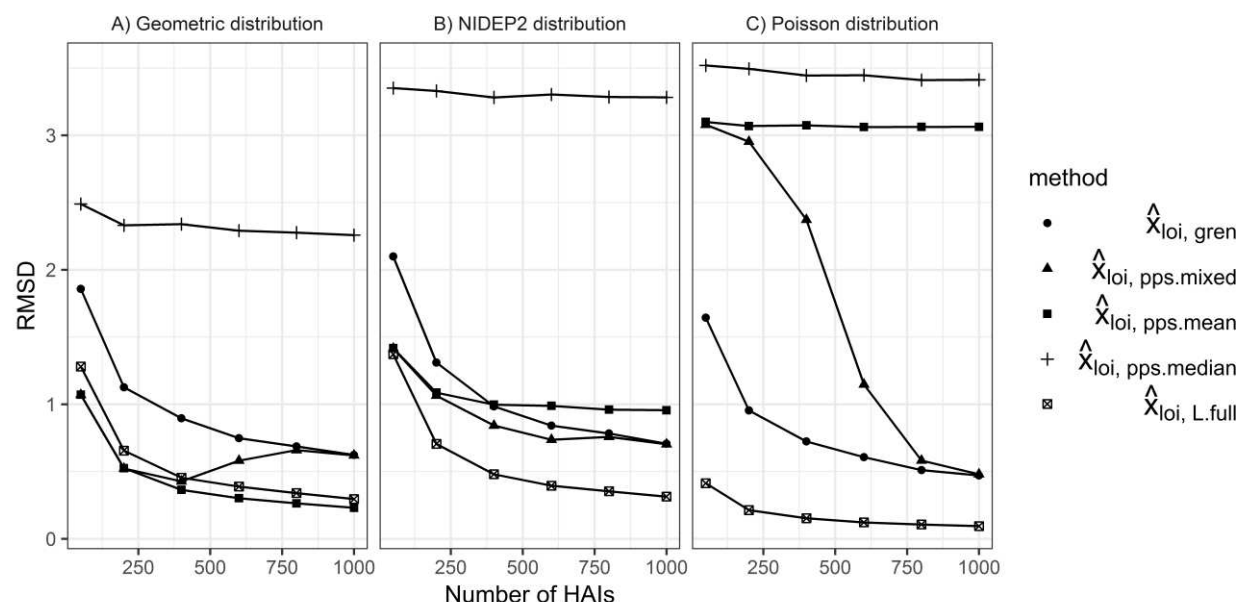 A) Geometric distribution
B) NIDEP2 distribution
C) Poisson distribution
RMSD
3
2
1
0
250
500
750
1000
250
500
750
1000
250
500
750
1000
Number of HAIs
method
x̂loi, gren
x̂loi, pps.mixed
x̂loi, pps.mean
x̂loi, pps.median
x̂loi, L.full